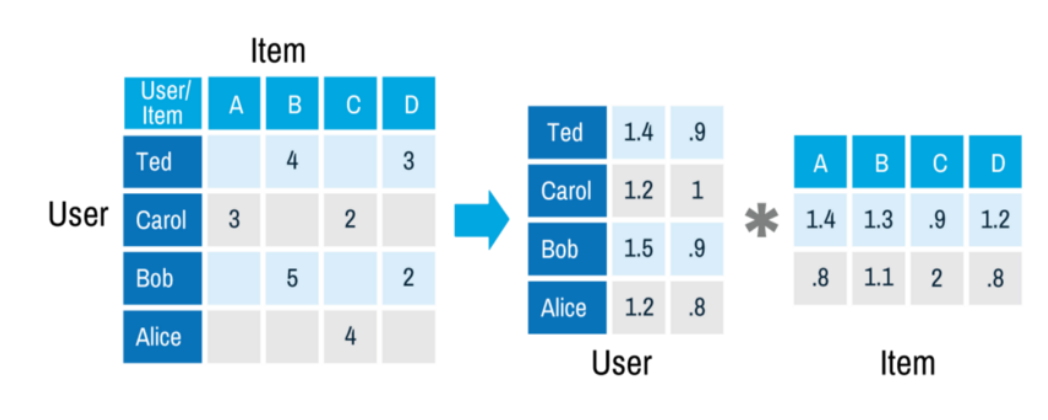 Item
User/
Item A B C D
Ted 4 3
User
Carol 3 2
Bob 5 2
Alice 4
Ted 1.4 .9
Carol 1.2 1
Bob 1.5 .9
Alice 1.2 .8
User
*
A B C D
1.4 1.3 .9 1.2
.8 1.1 2 .8
Item